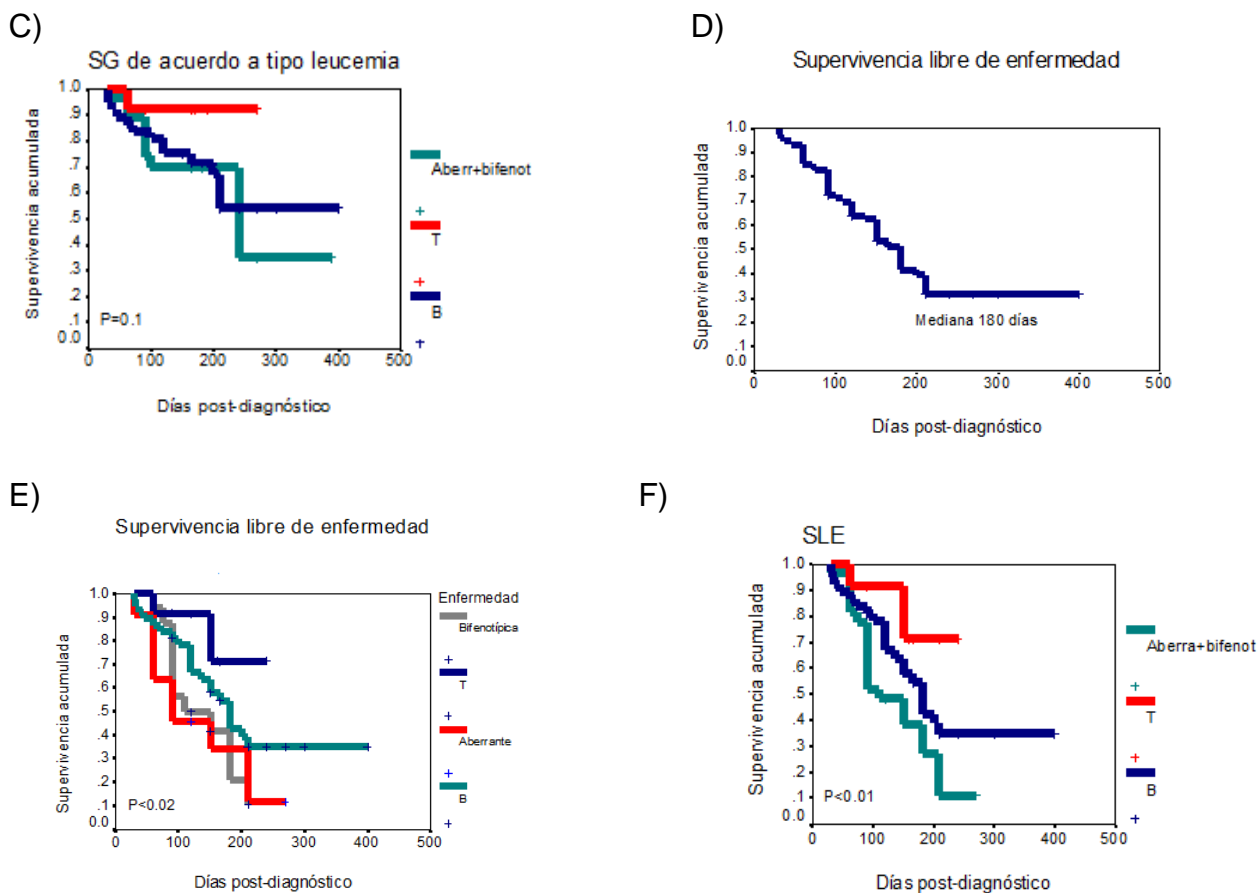 C)
SG de acuerdo a tipo leucemia
Supervivencia acumulada
1.0
.9
.8
.7
.6
.5
.4
.3
.2
.1
0.0
P=0.1
0 100 200 300 400 500
Días post-diagnóstico
Aberr+bifenot
T
B
D)
Supervivencia libre de enfermedad
Supervivencia acumulada
1.0
.9
.8
.7
.6
.5
.4
.3
.2
.1
0.0
Mediana 180 días
0 100 200 300 400 500
Días post-diagnóstico
E)
Supervivencia libre de enfermedad
Supervivencia acumulada
1.0
.9
.8
.7
.6
.5
.4
.3
.2
.1
0.0
P<0.02
0 100 200 300 400 500
Días post-diagnóstico
Enfermedad
Bifenotípica
T
Aberrante
B
F)
SLE
Supervivencia acumulada
1.0
.9
.8
.7
.6
.5
.4
.3
.2
.1
0.0
P<0.01
0 100 200 300 400 500
Días post-diagnóstico
Aberra+bifenot
T
B